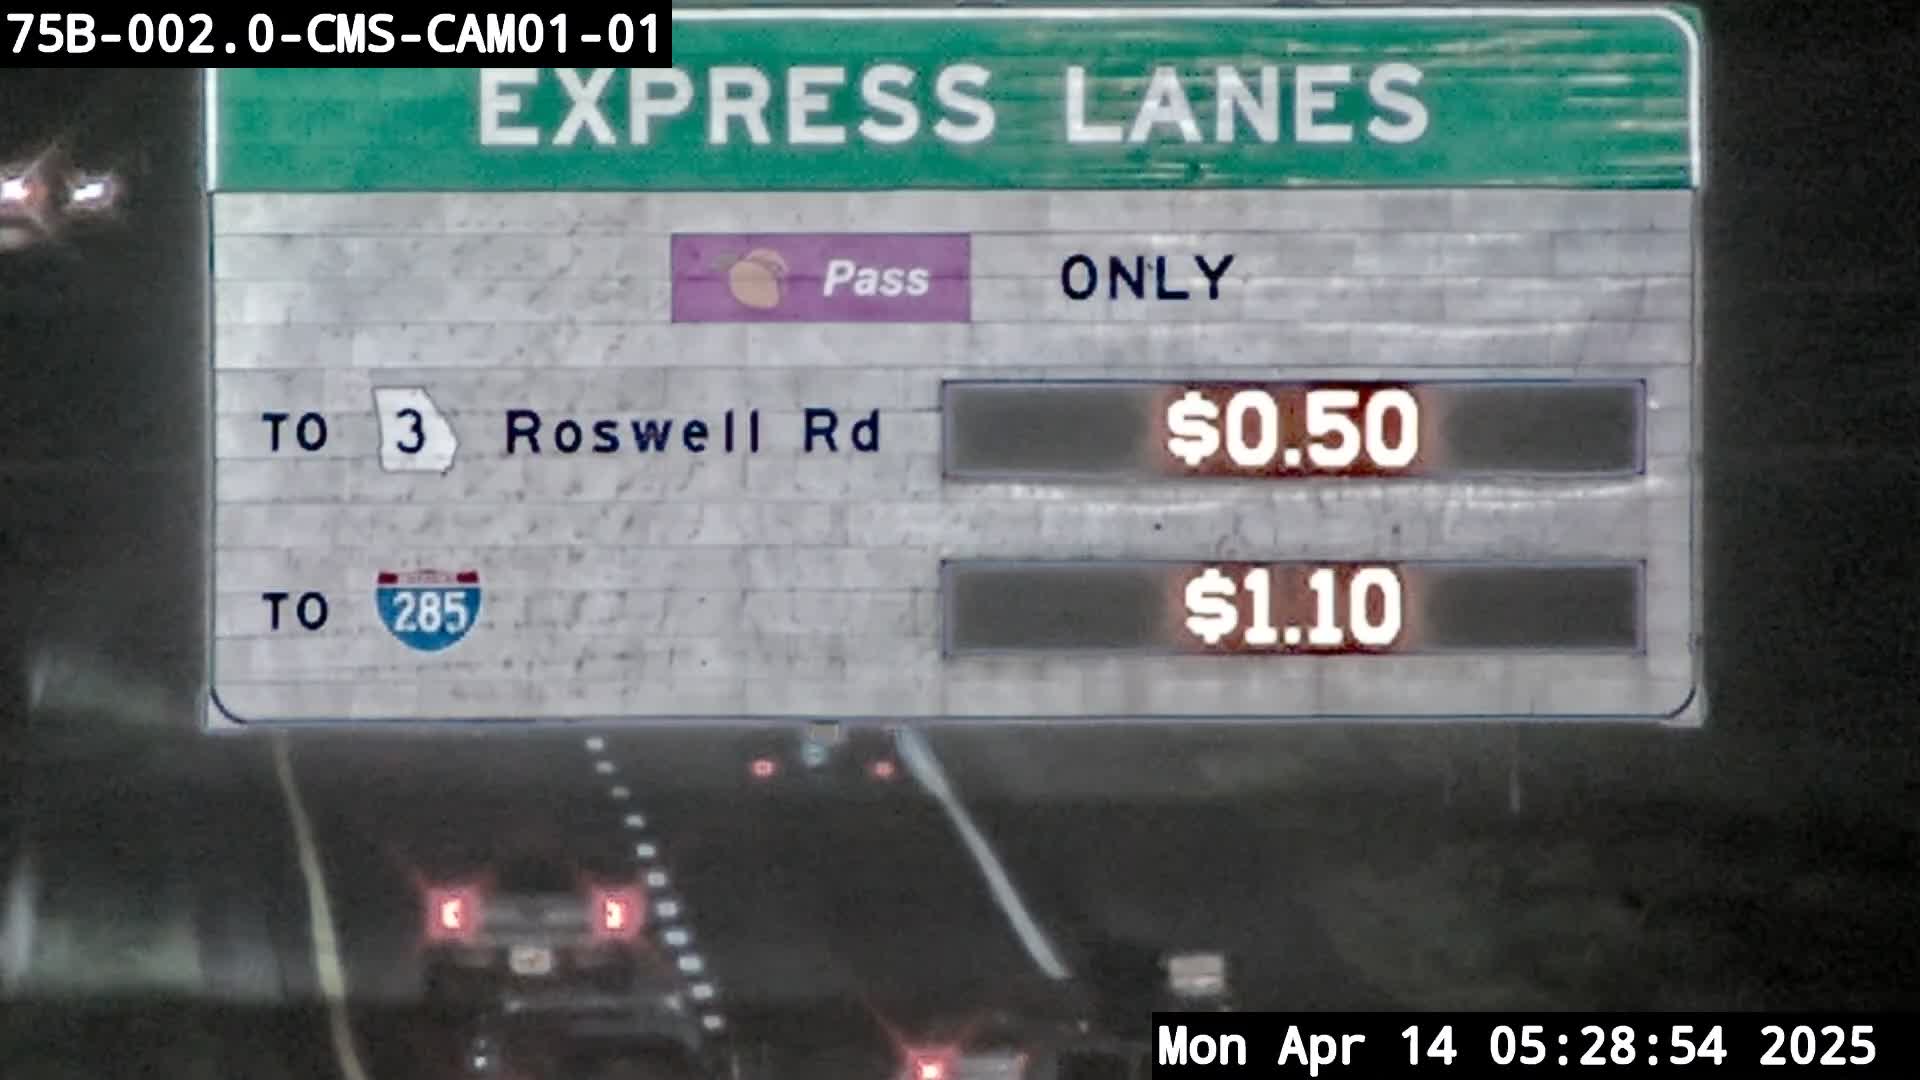 75B-002.0-CMS-CAM01-01
EXPRESS LANES
Pass ONLY
TO 3 Roswell Rd $0.50
TO 285 $1.10
Mon Apr 14 05:28:54 2025